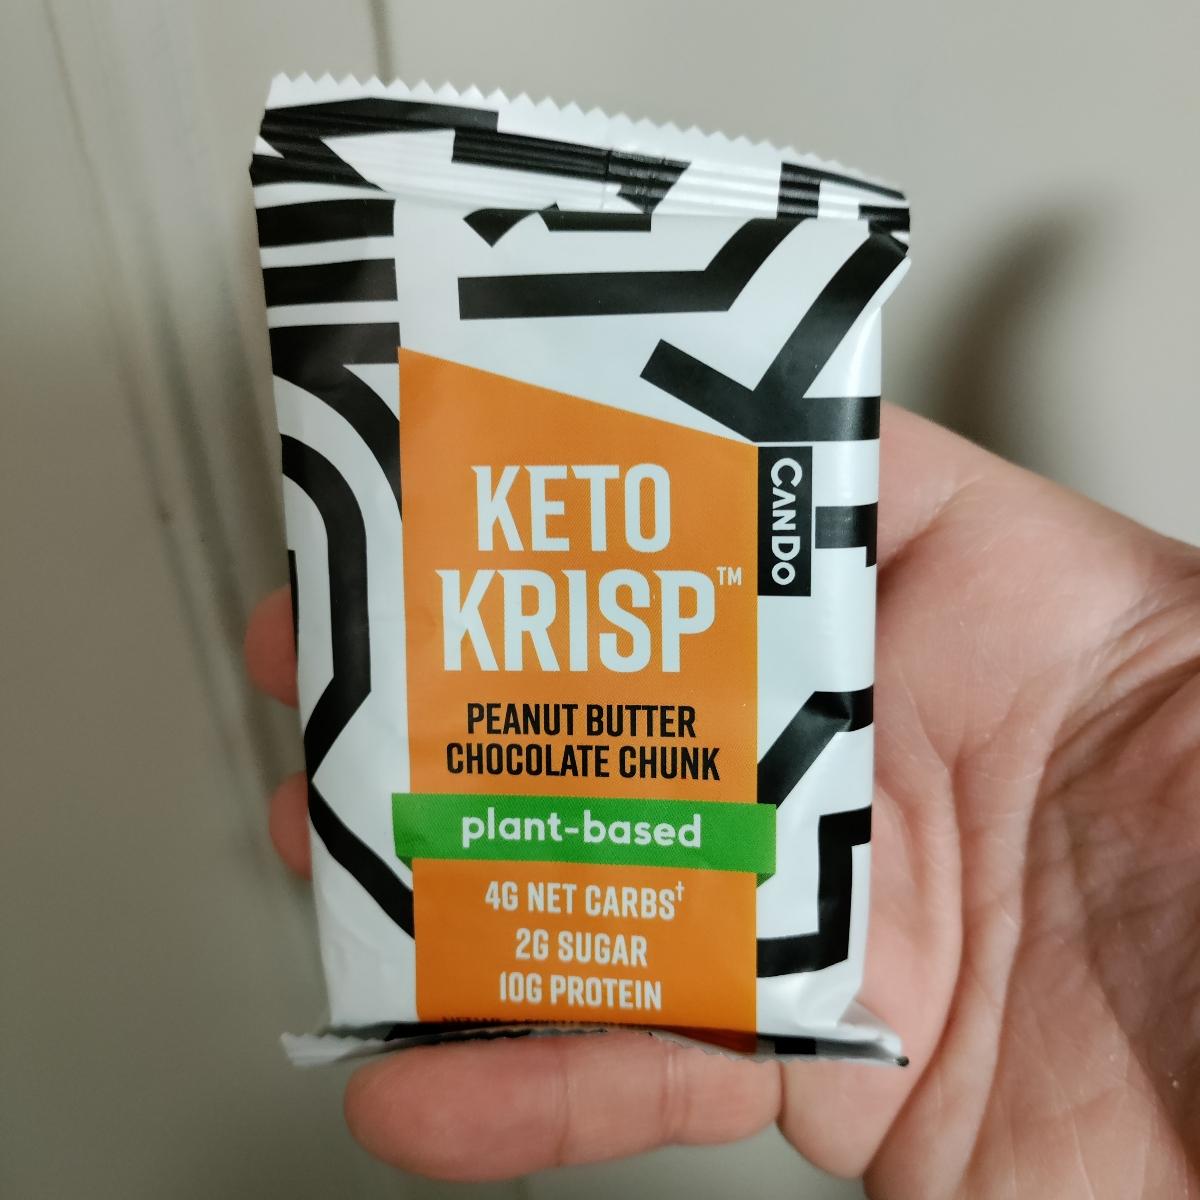 KETO
KRISP™
CANDO
PEANUT BUTTER
CHOCOLATE CHUNK
plant-based
4G NET CARBS†
2G SUGAR
10G PROTEIN